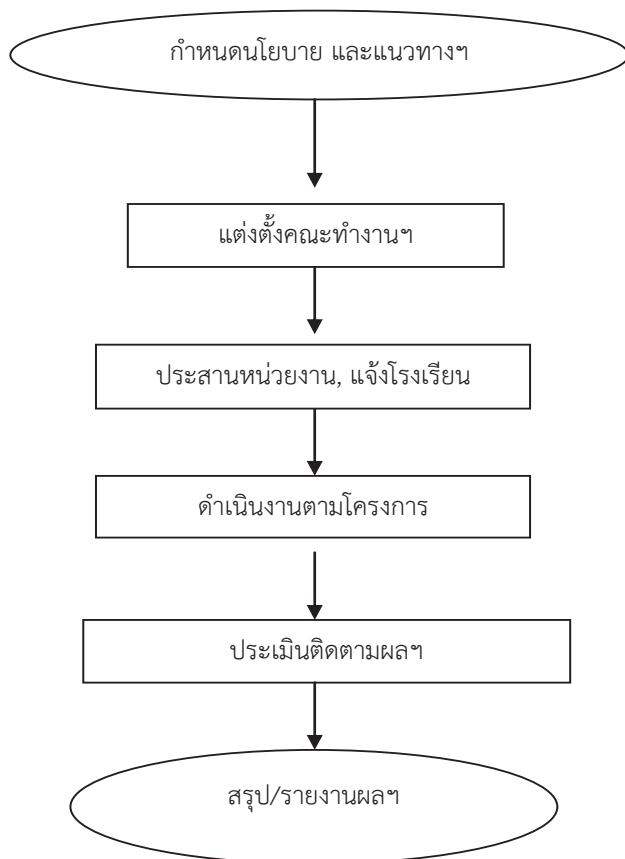 กำหนดนโยบาย และแนวทางฯ
แต่งตั้งคณะทำงานฯ
ประสานหน่วยงาน, แจ้งโรงเรียน
ดำเนินงานตามโครงการ
ประเมินติดตามผลฯ
สรุป/รายงานผลฯ